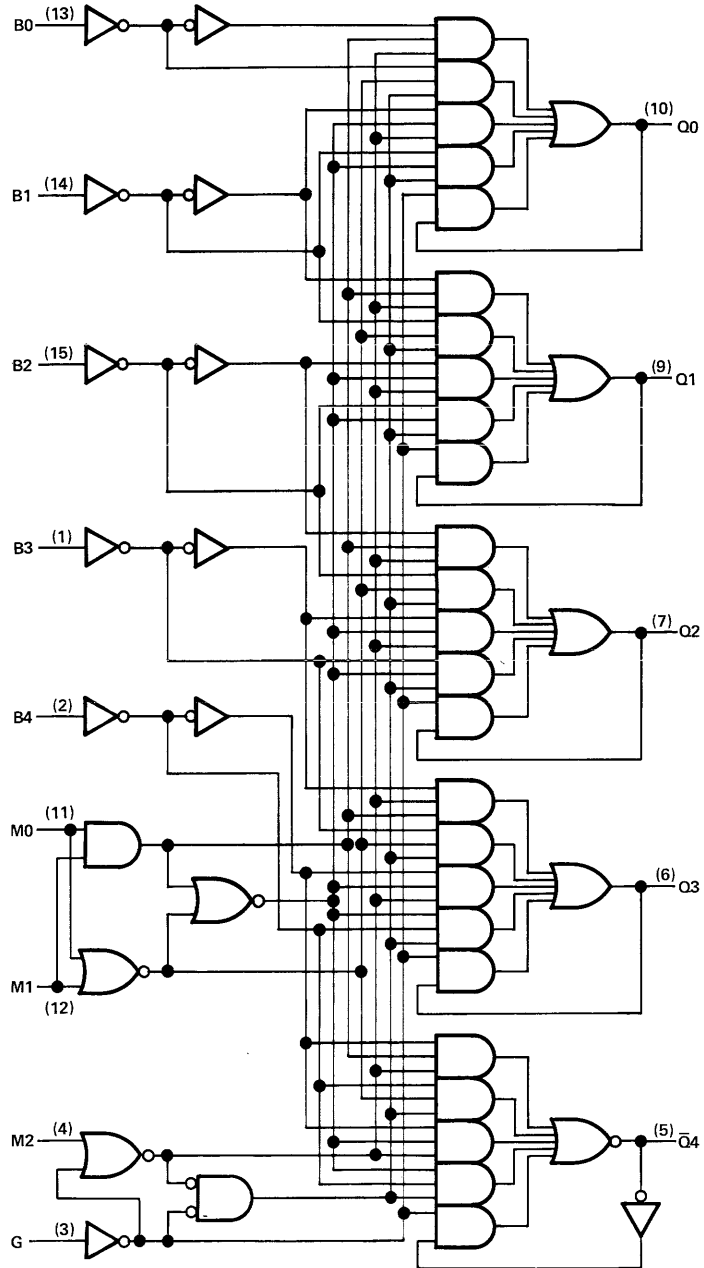 B0 (13)
(10) Q0
B1 (14)
B2 (15)
(9) Q1
B3 (1)
(7) Q2
B4 (2)
M0 (11)
(6) Q3
M1 (12)
M2 (4)
(5) Q̅4
G (3)